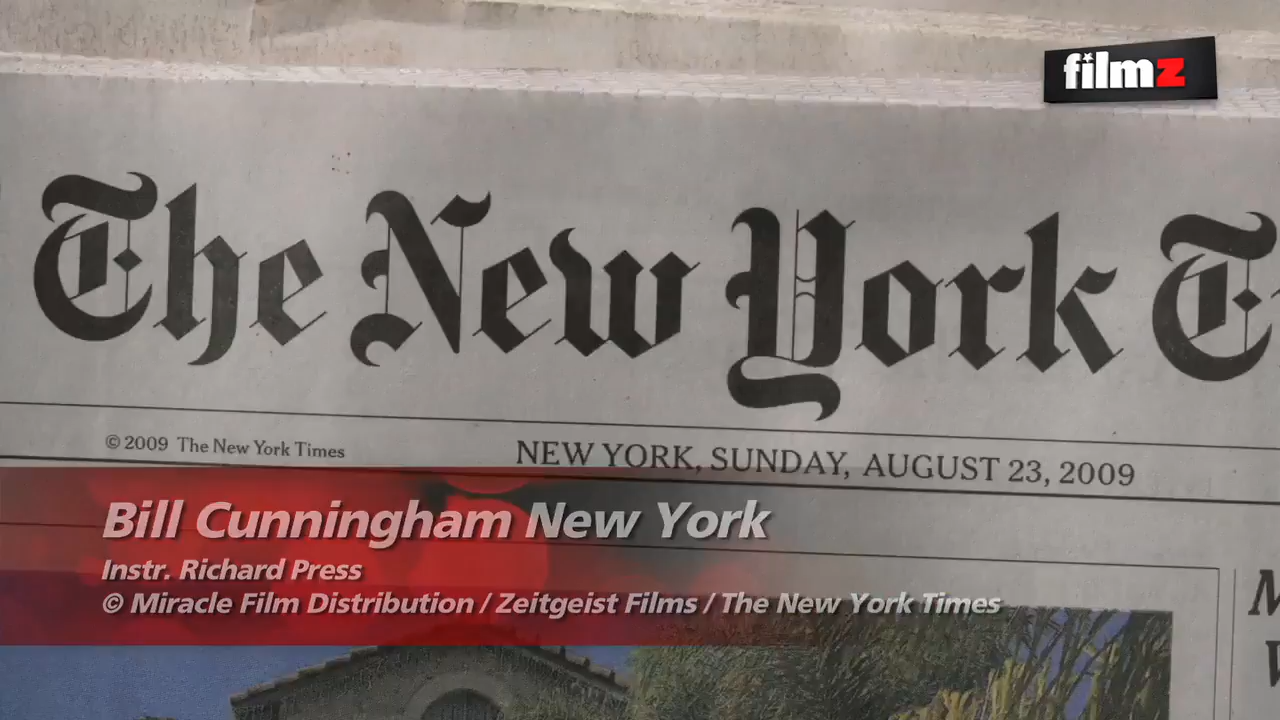 filmz
The New York T
© 2009 The New York Times
NEW YORK, SUNDAY, AUGUST 23, 2009
Bill Cunningham New York
Instr. Richard Press
© Miracle Film Distribution / Zeitgeist Films / The New York Times